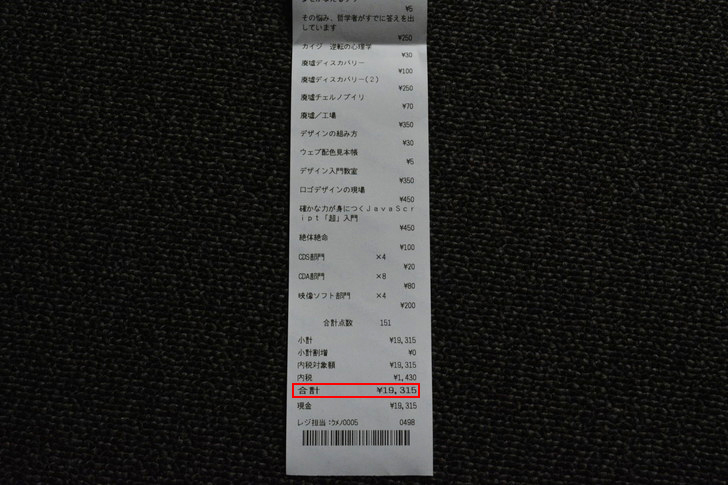 ¥5
その悩み、哲学者がすでに答えを出
しています
¥250
カイジ 逆転の心理学
¥30
廃墟ディスカバリー
¥100
廃墟ディスカバリー(2)
¥250
廃墟チェルノブイリ
¥70
廃墟/工場
¥350
デザインの組み方
¥30
ウェブ配色見本帳
¥5
デザイン入門教室
¥350
ロゴデザインの現場
¥450
確かな力が身につくJavaScr
ipt「超」入門
¥450
絶体絶命
¥100
CDS部門 ×4
¥20
CDA部門 ×8
¥80
映像ソフト部門 ×4
¥200
合計点数 151
小計 ¥19,315
小計割増 ¥0
内税対象額 ¥19,315
内税 ¥1,430
合計 ¥19,315
現金 ¥19,315
レジ担当:ウメ/0005 0498